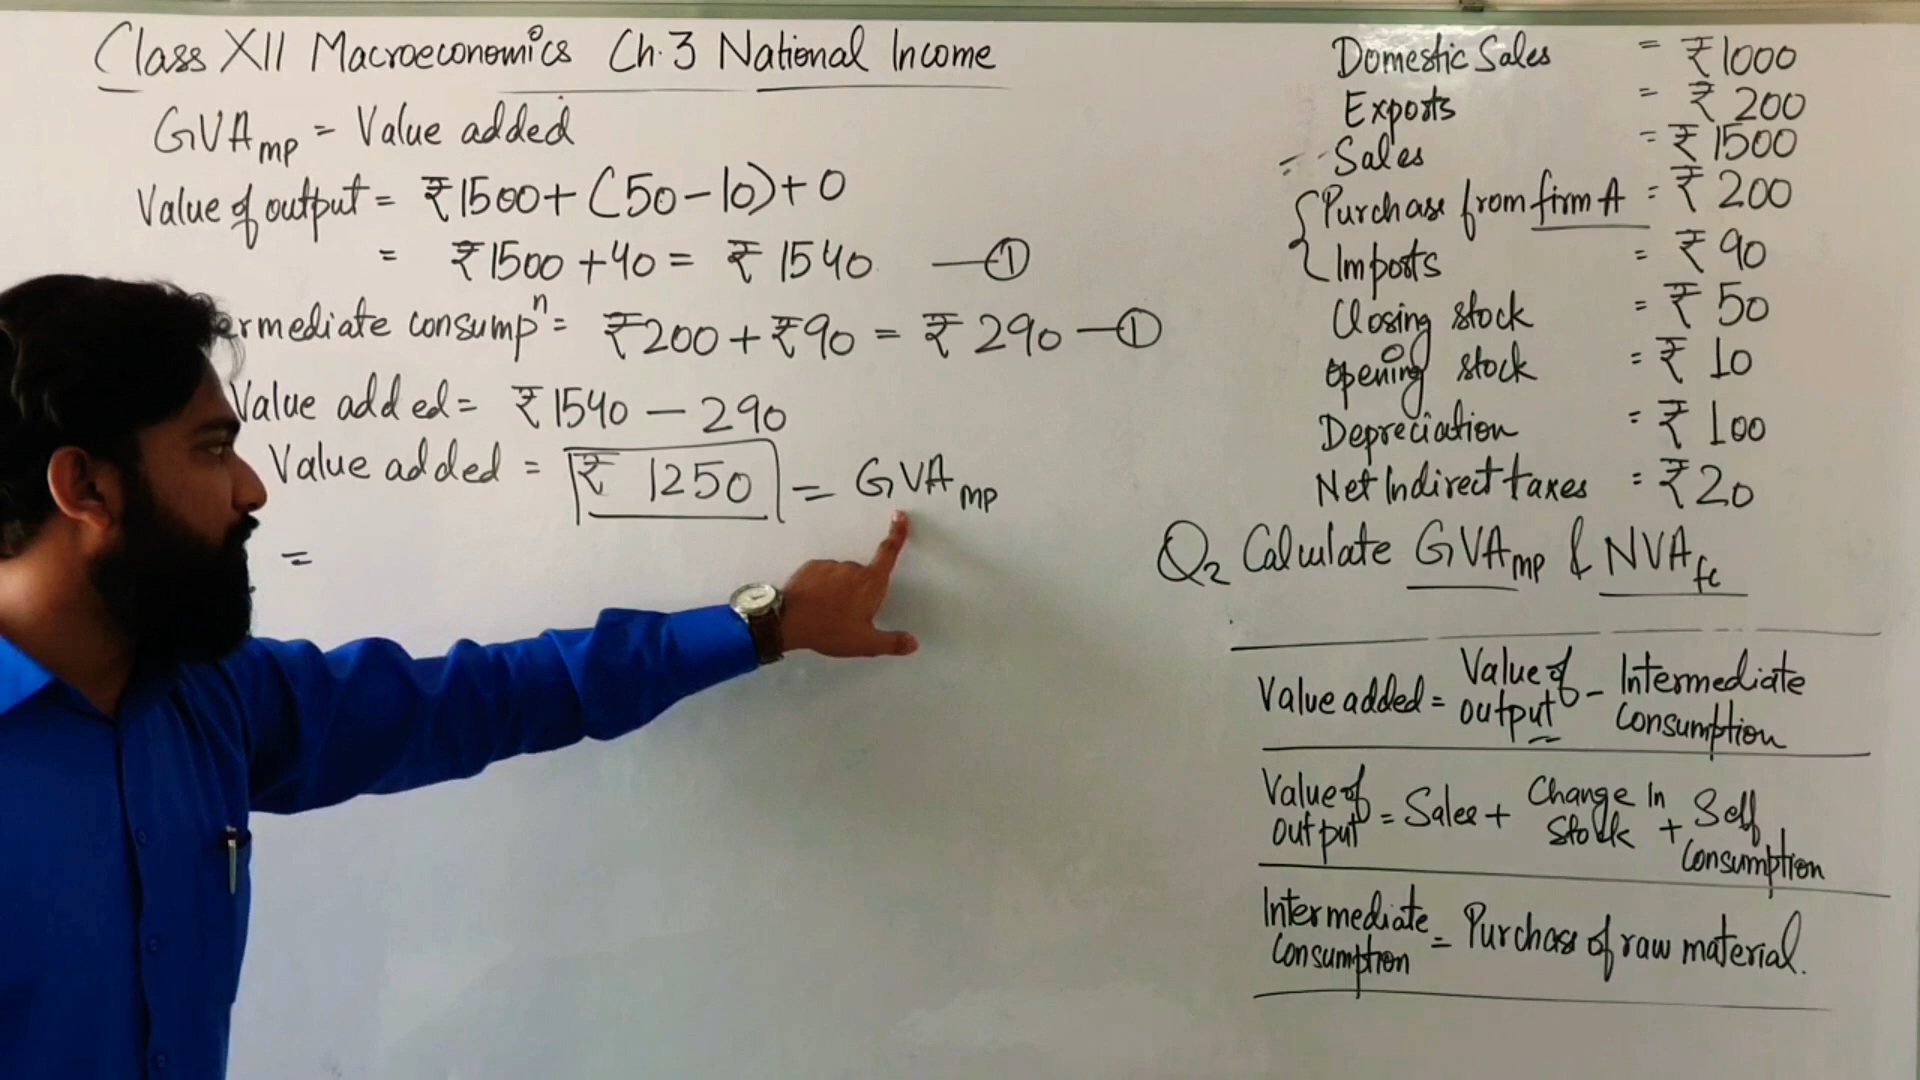 Class XII Macroeconomics Ch.3 National Income
GVAmp = Value added
Value of output = ₹1500+(50-10)+0
= ₹1500+40 = ₹1540 —①
ermediate consumpⁿ = ₹200+₹90 = ₹290 —①
Value added = ₹1540 - 290
Value added = ₹ 1250 = GVAmp
=
Domestic Sales = ₹1000
Exports = ₹200
Sales = ₹1500
Purchase from firm A = ₹200
Imports = ₹90
Closing stock = ₹50
Opening stock = ₹10
Depreciation = ₹100
Net Indirect taxes = ₹20
Q2 Calculate GVAmp & NVAfc
Value added = Value of output - Intermediate Consumption
Value of output = Sales + Change In Stock + Self Consumption
Intermediate Consumption = Purchase of raw material.